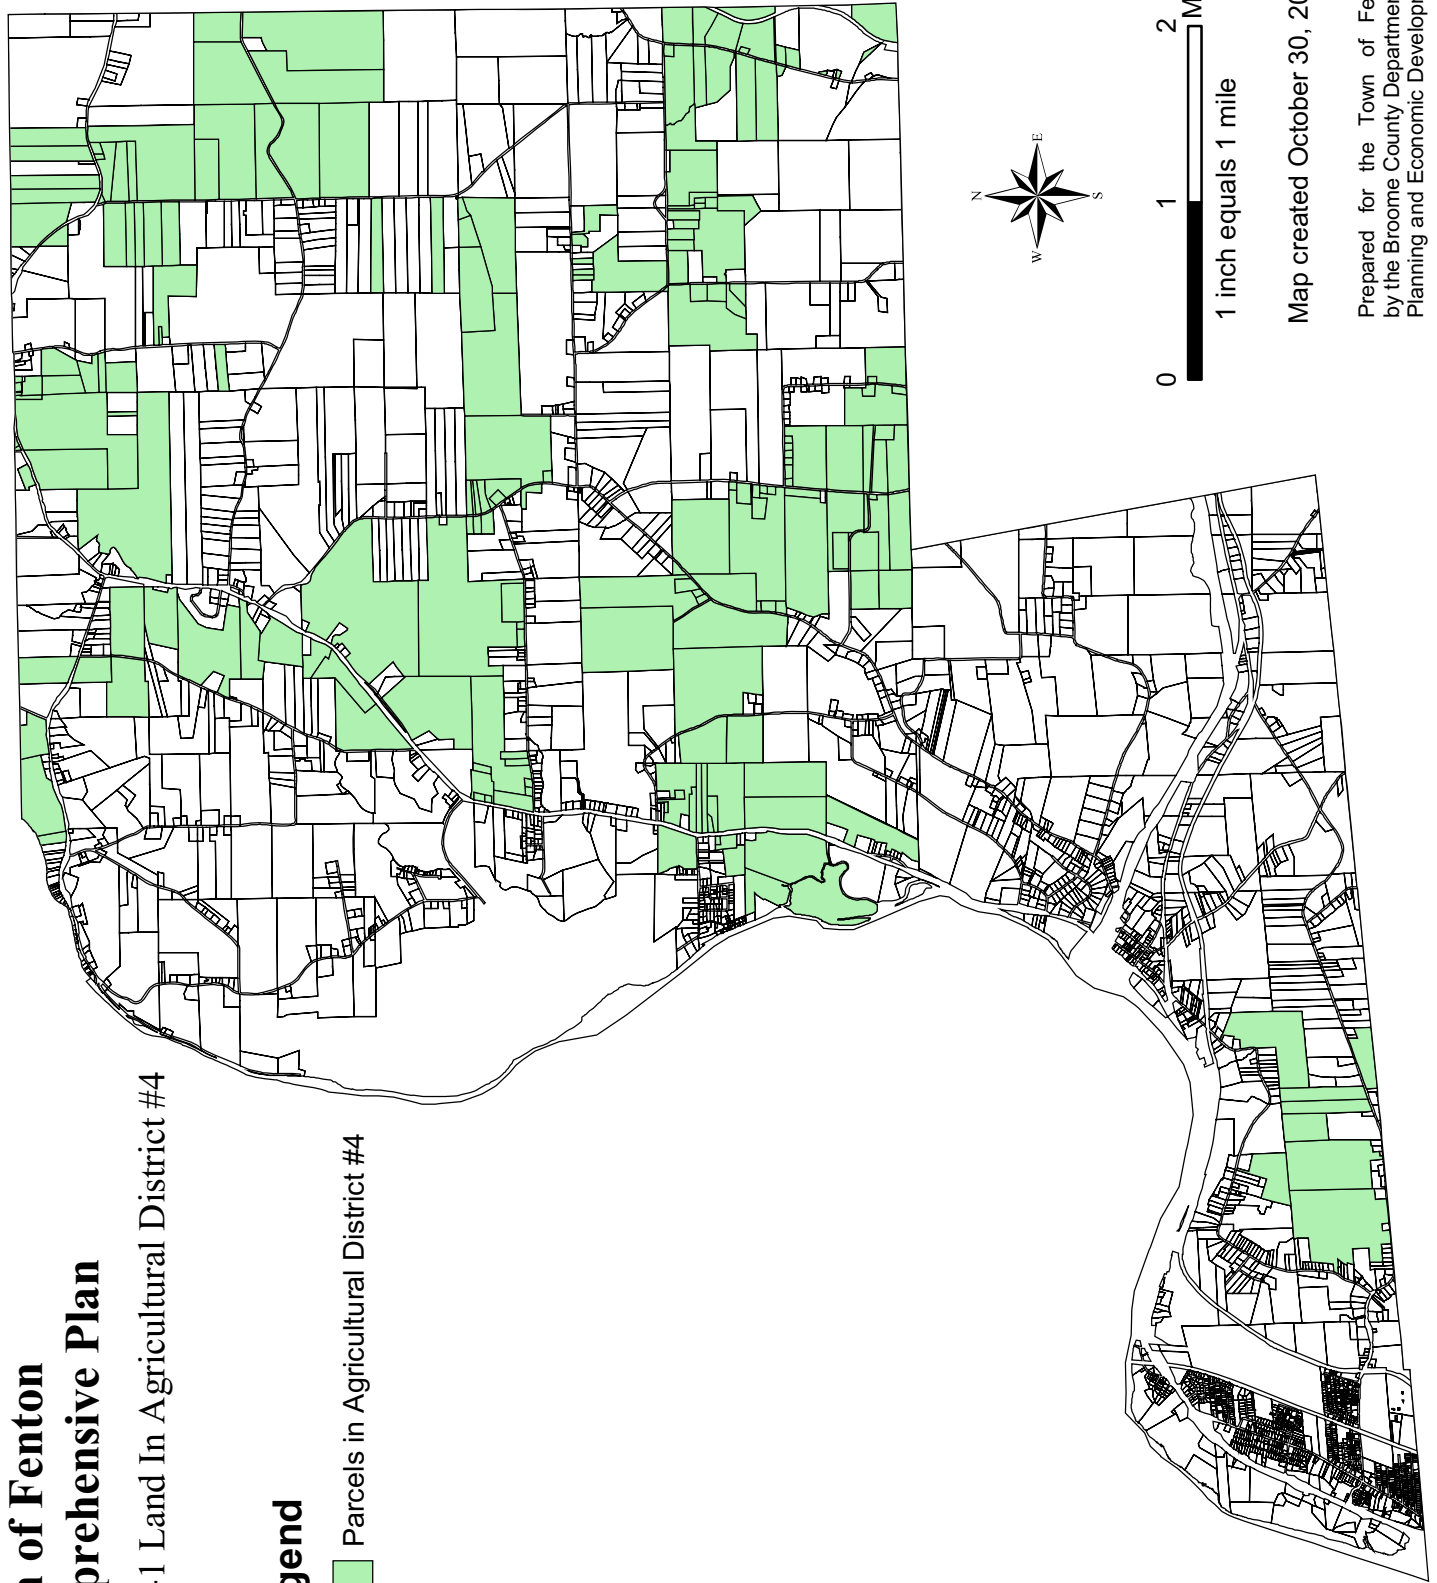 of Fenton
prehensive Plan
1 Land In Agricultural District #4
gend
Parcels in Agricultural District #4
N
W
E
S
0 1 2
1 inch equals 1 mile
Map created October 30, 20
Prepared for the Town of Fe
by the Broome County Departmen
Planning and Economic Developr